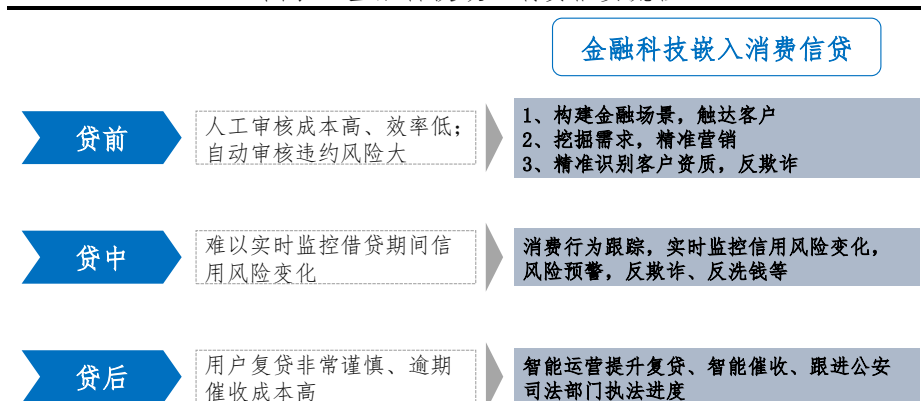 金融科技嵌入消费信贷
贷前
人工审核成本高、效率低；
自动审核违约风险大
1、构建金融场景，触达客户
2、挖掘需求，精准营销
3、精准识别客户资质，反欺诈
贷中
难以实时监控借贷期间信
用风险变化
消费行为跟踪，实时监控信用风险变化，
风险预警，反欺诈、反洗钱等
贷后
用户复贷非常谨慎、逾期
催收成本高
智能运营提升复贷、智能催收、跟进公安
司法部门执法进度